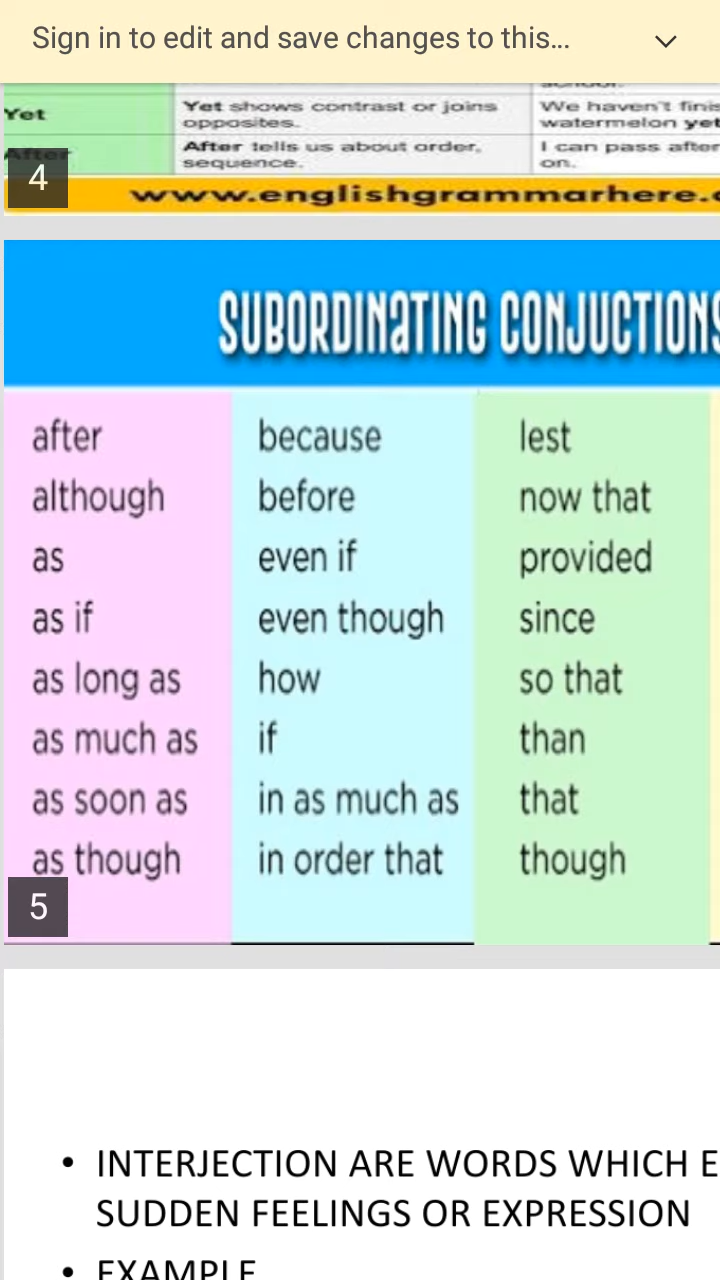 Sign in to edit and save changes to this...
school.
Yet
Yet shows contrast or joins
opposites.
We haven't finis
watermelon yet
After
After tells us about order,
sequence.
I can pass after
on.
4
www.englishgrammarhere.c
SUBORDINATING CONJUCTIONS
after because lest
although before now that
as even if provided
as if even though since
as long as how so that
as much as if than
as soon as in as much as that
as though in order that though
5
• INTERJECTION ARE WORDS WHICH E
SUDDEN FEELINGS OR EXPRESSION
• EXAMPLE